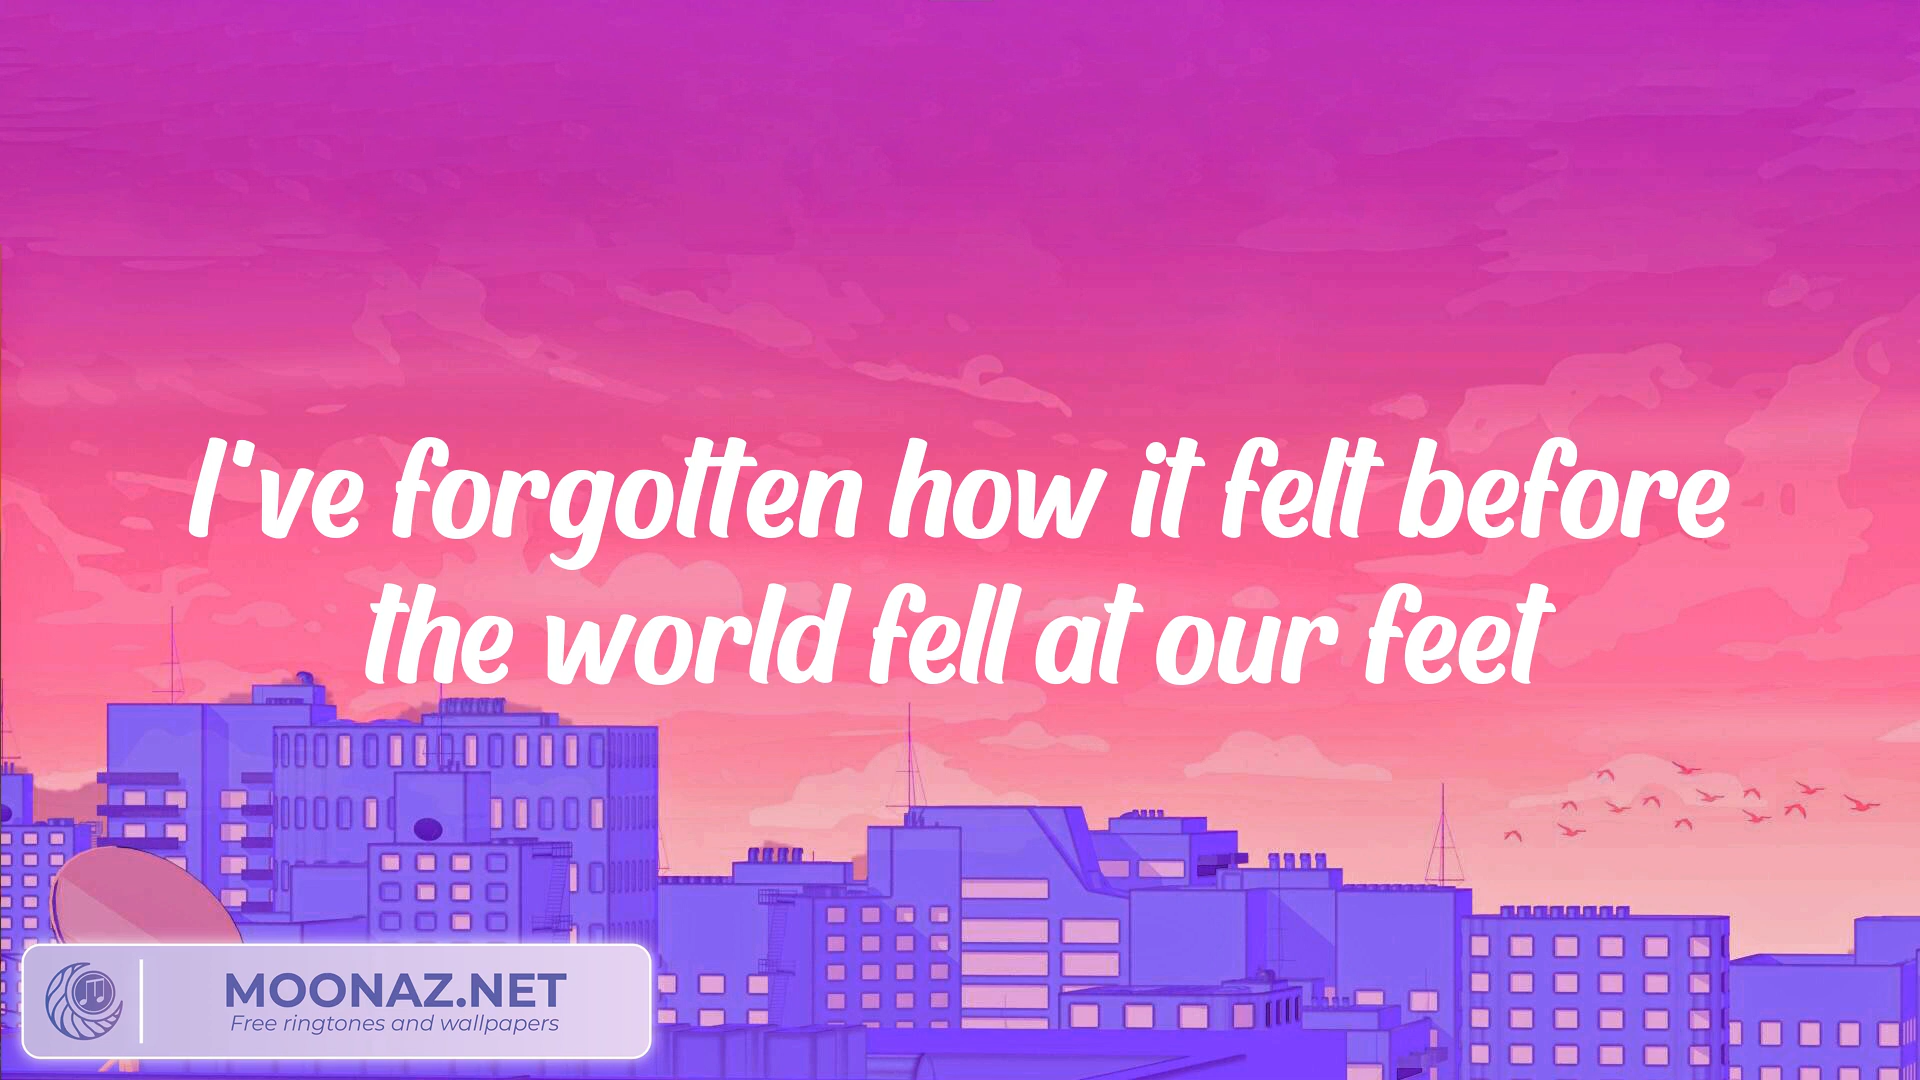 I've forgotten how it felt before
the world fell at our feet
MOONAZ.NET
Free ringtones and wallpapers